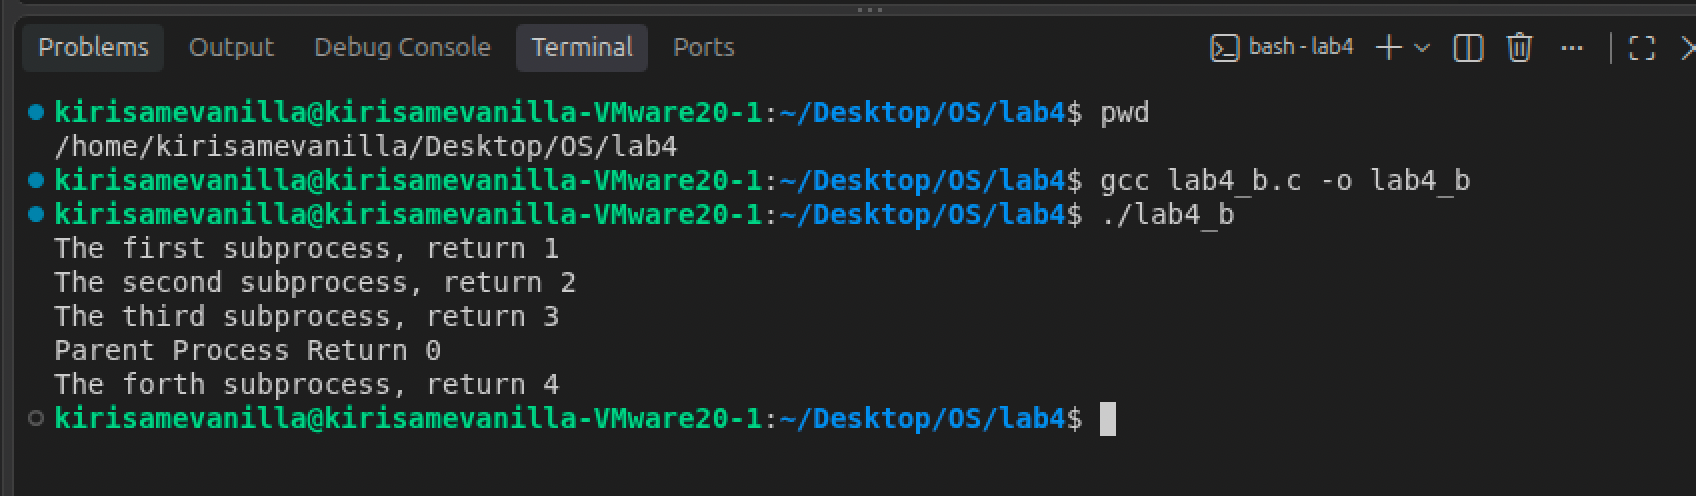 Problems Output Debug Console Terminal Ports bash - lab4
kirisamevanilla@kirisamevanilla-VMware20-1:~/Desktop/OS/lab4$ pwd
/home/kirisamevanilla/Desktop/OS/lab4
kirisamevanilla@kirisamevanilla-VMware20-1:~/Desktop/OS/lab4$ gcc lab4_b.c -o lab4_b
kirisamevanilla@kirisamevanilla-VMware20-1:~/Desktop/OS/lab4$ ./lab4_b
The first subprocess, return 1
The second subprocess, return 2
The third subprocess, return 3
Parent Process Return 0
The forth subprocess, return 4
kirisamevanilla@kirisamevanilla-VMware20-1:~/Desktop/OS/lab4$